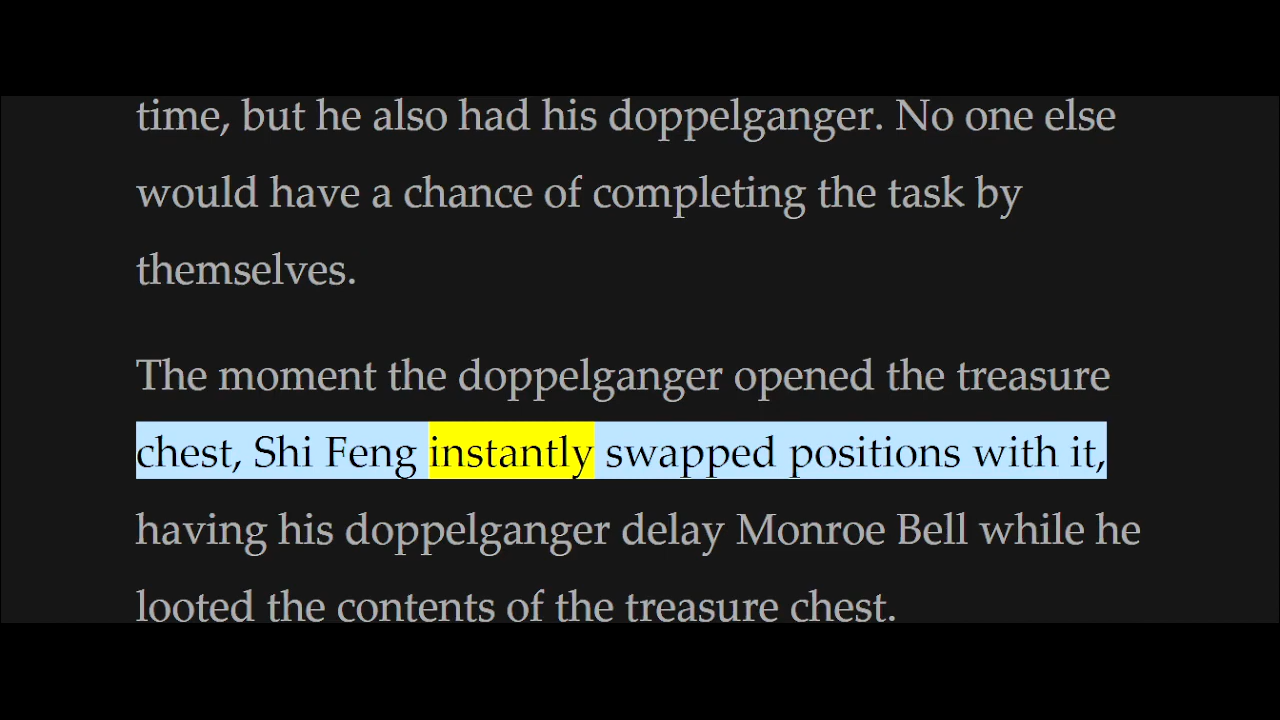 time, but he also had his doppelganger. No one else
would have a chance of completing the task by
themselves.
The moment the doppelganger opened the treasure
chest, Shi Feng instantly swapped positions with it,
having his doppelganger delay Monroe Bell while he
looted the contents of the treasure chest.